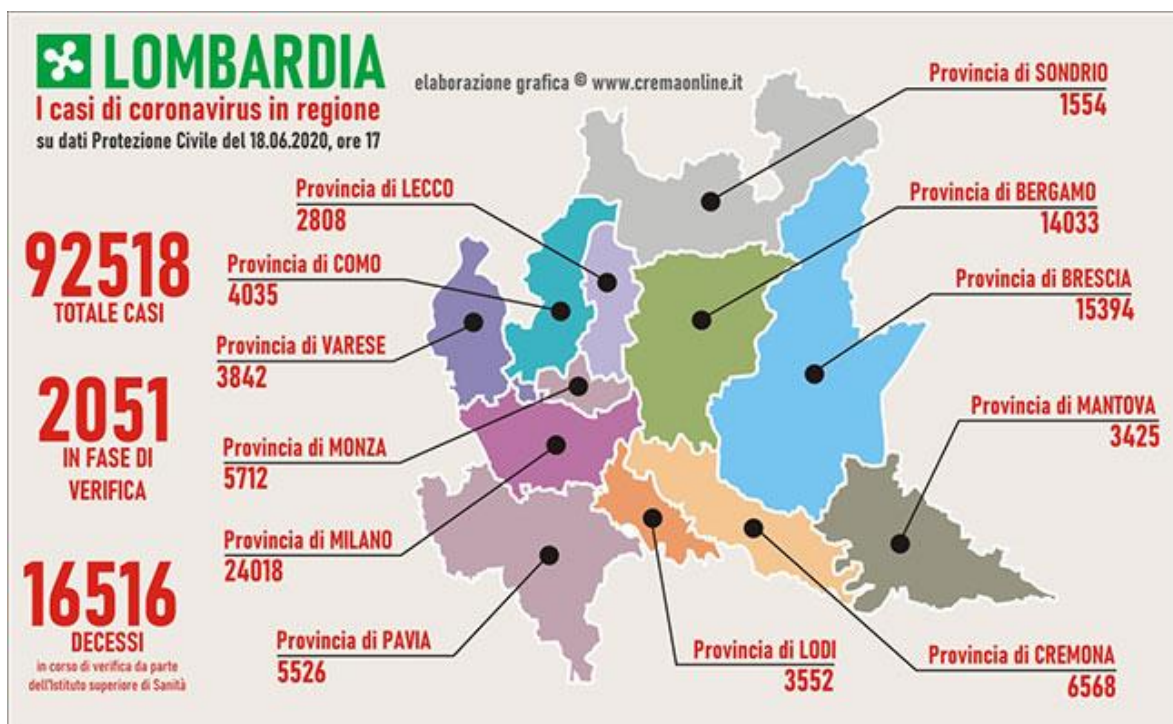 LOMBARDIA
I casi di coronavirus in regione
su dati Protezione Civile del 18.06.2020, ore 17
elaborazione grafica © www.cremaonline.it
92518
TOTALE CASI
2051
IN FASE DI
VERIFICA
16516
DECESSI
in corso di verifica da parte
dell'Istituto superiore di Sanità
Provincia di LECCO
2808
Provincia di COMO
4035
Provincia di VARESE
3842
Provincia di MONZA
5712
Provincia di MILANO
24018
Provincia di PAVIA
5526
Provincia di SONDRIO
1554
Provincia di BERGAMO
14033
Provincia di BRESCIA
15394
Provincia di MANTOVA
3425
Provincia di LODI
3552
Provincia di CREMONA
6568